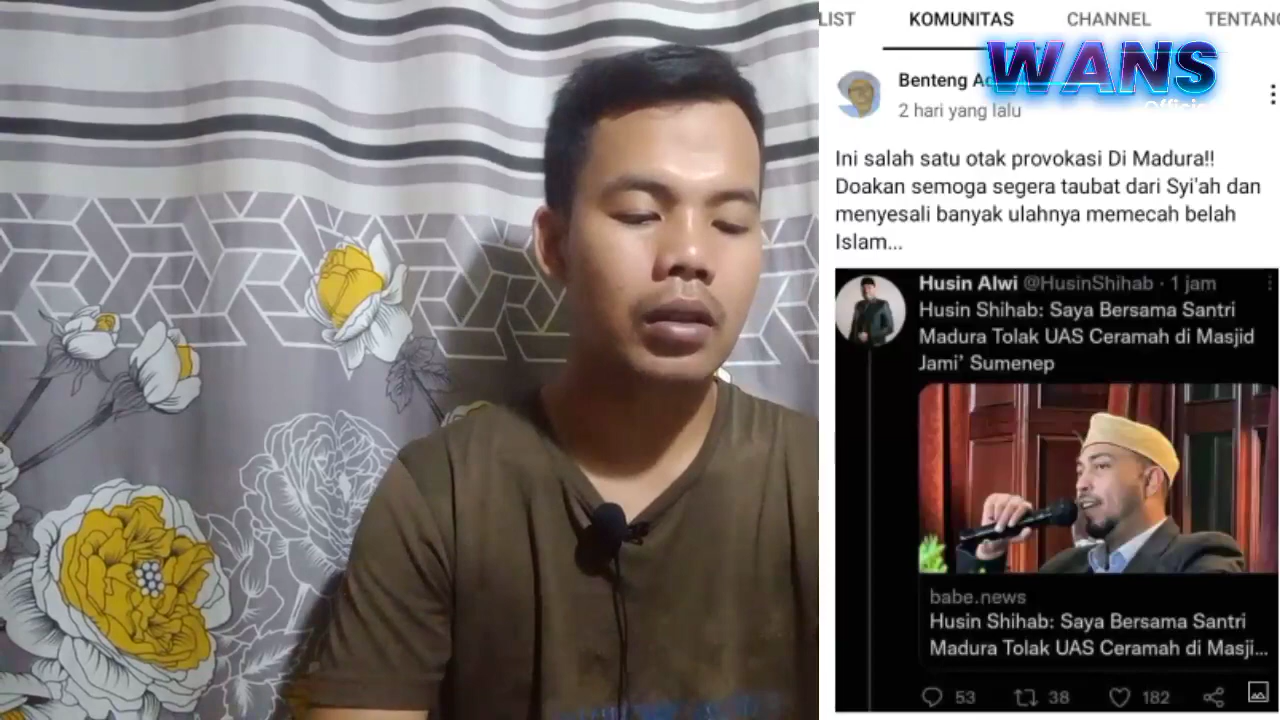 LIST KOMUNITAS CHANNEL TENTANG
WANS
Benteng
2 hari yang lalu
Ini salah satu otak provokasi Di Madura!!
Doakan semoga segera taubat dari Syi'ah dan
menyesali banyak ulahnya memecah belah
Islam...
Husin Alwi @HusinShihab · 1 jam
Husin Shihab: Saya Bersama Santri
Madura Tolak UAS Ceramah di Masjid
Jami' Sumenep
babe.news
Husin Shihab: Saya Bersama Santri
Madura Tolak UAS Ceramah di Masji...
53 38 182